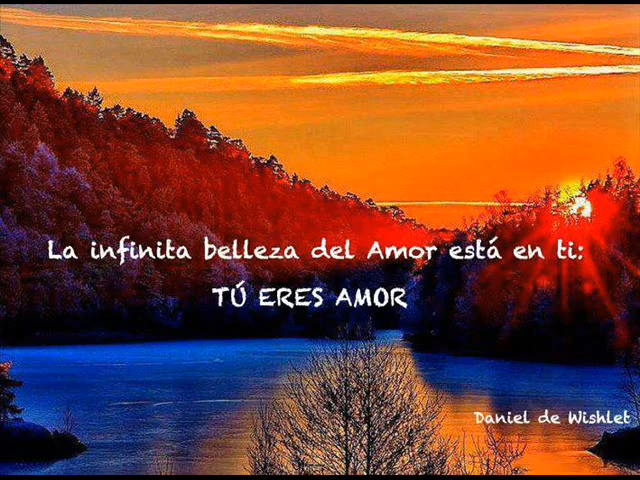 La infinita belleza del Amor está en ti:
TÚ ERES AMOR
Daniel de Wishlet